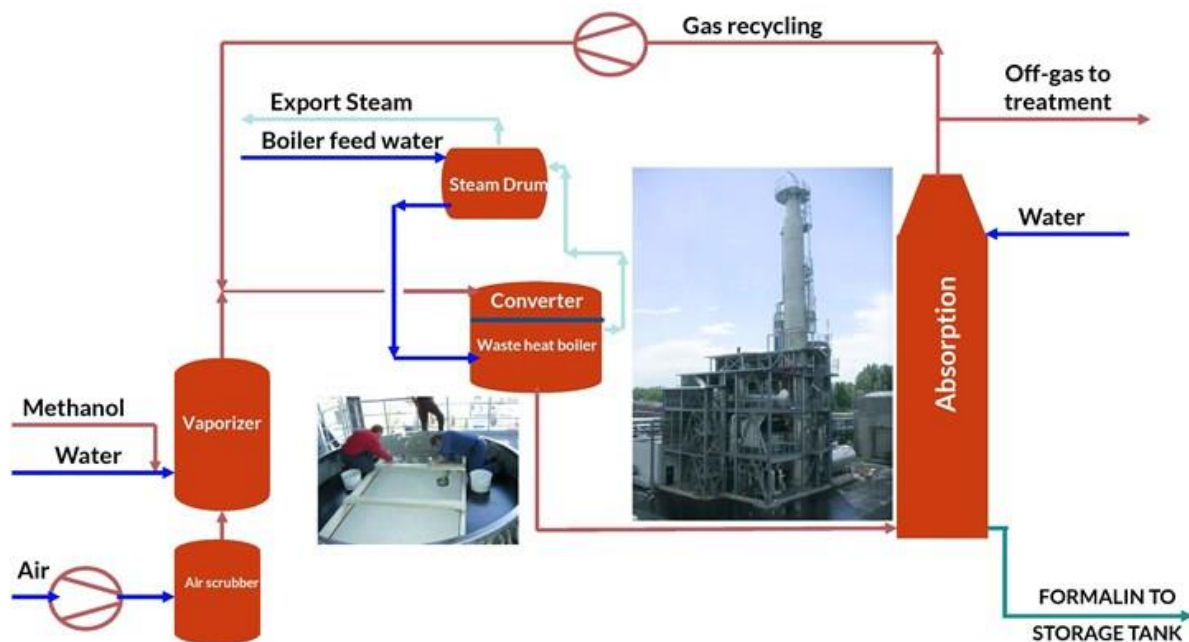 Gas recycling
Off-gas to
treatment
Export Steam
Boiler feed water
Steam Drum
Water
Converter
Waste heat boiler
Absorption
Methanol
Vaporizer
Water
Air
Air scrubber
FORMALIN TO
STORAGE TANK